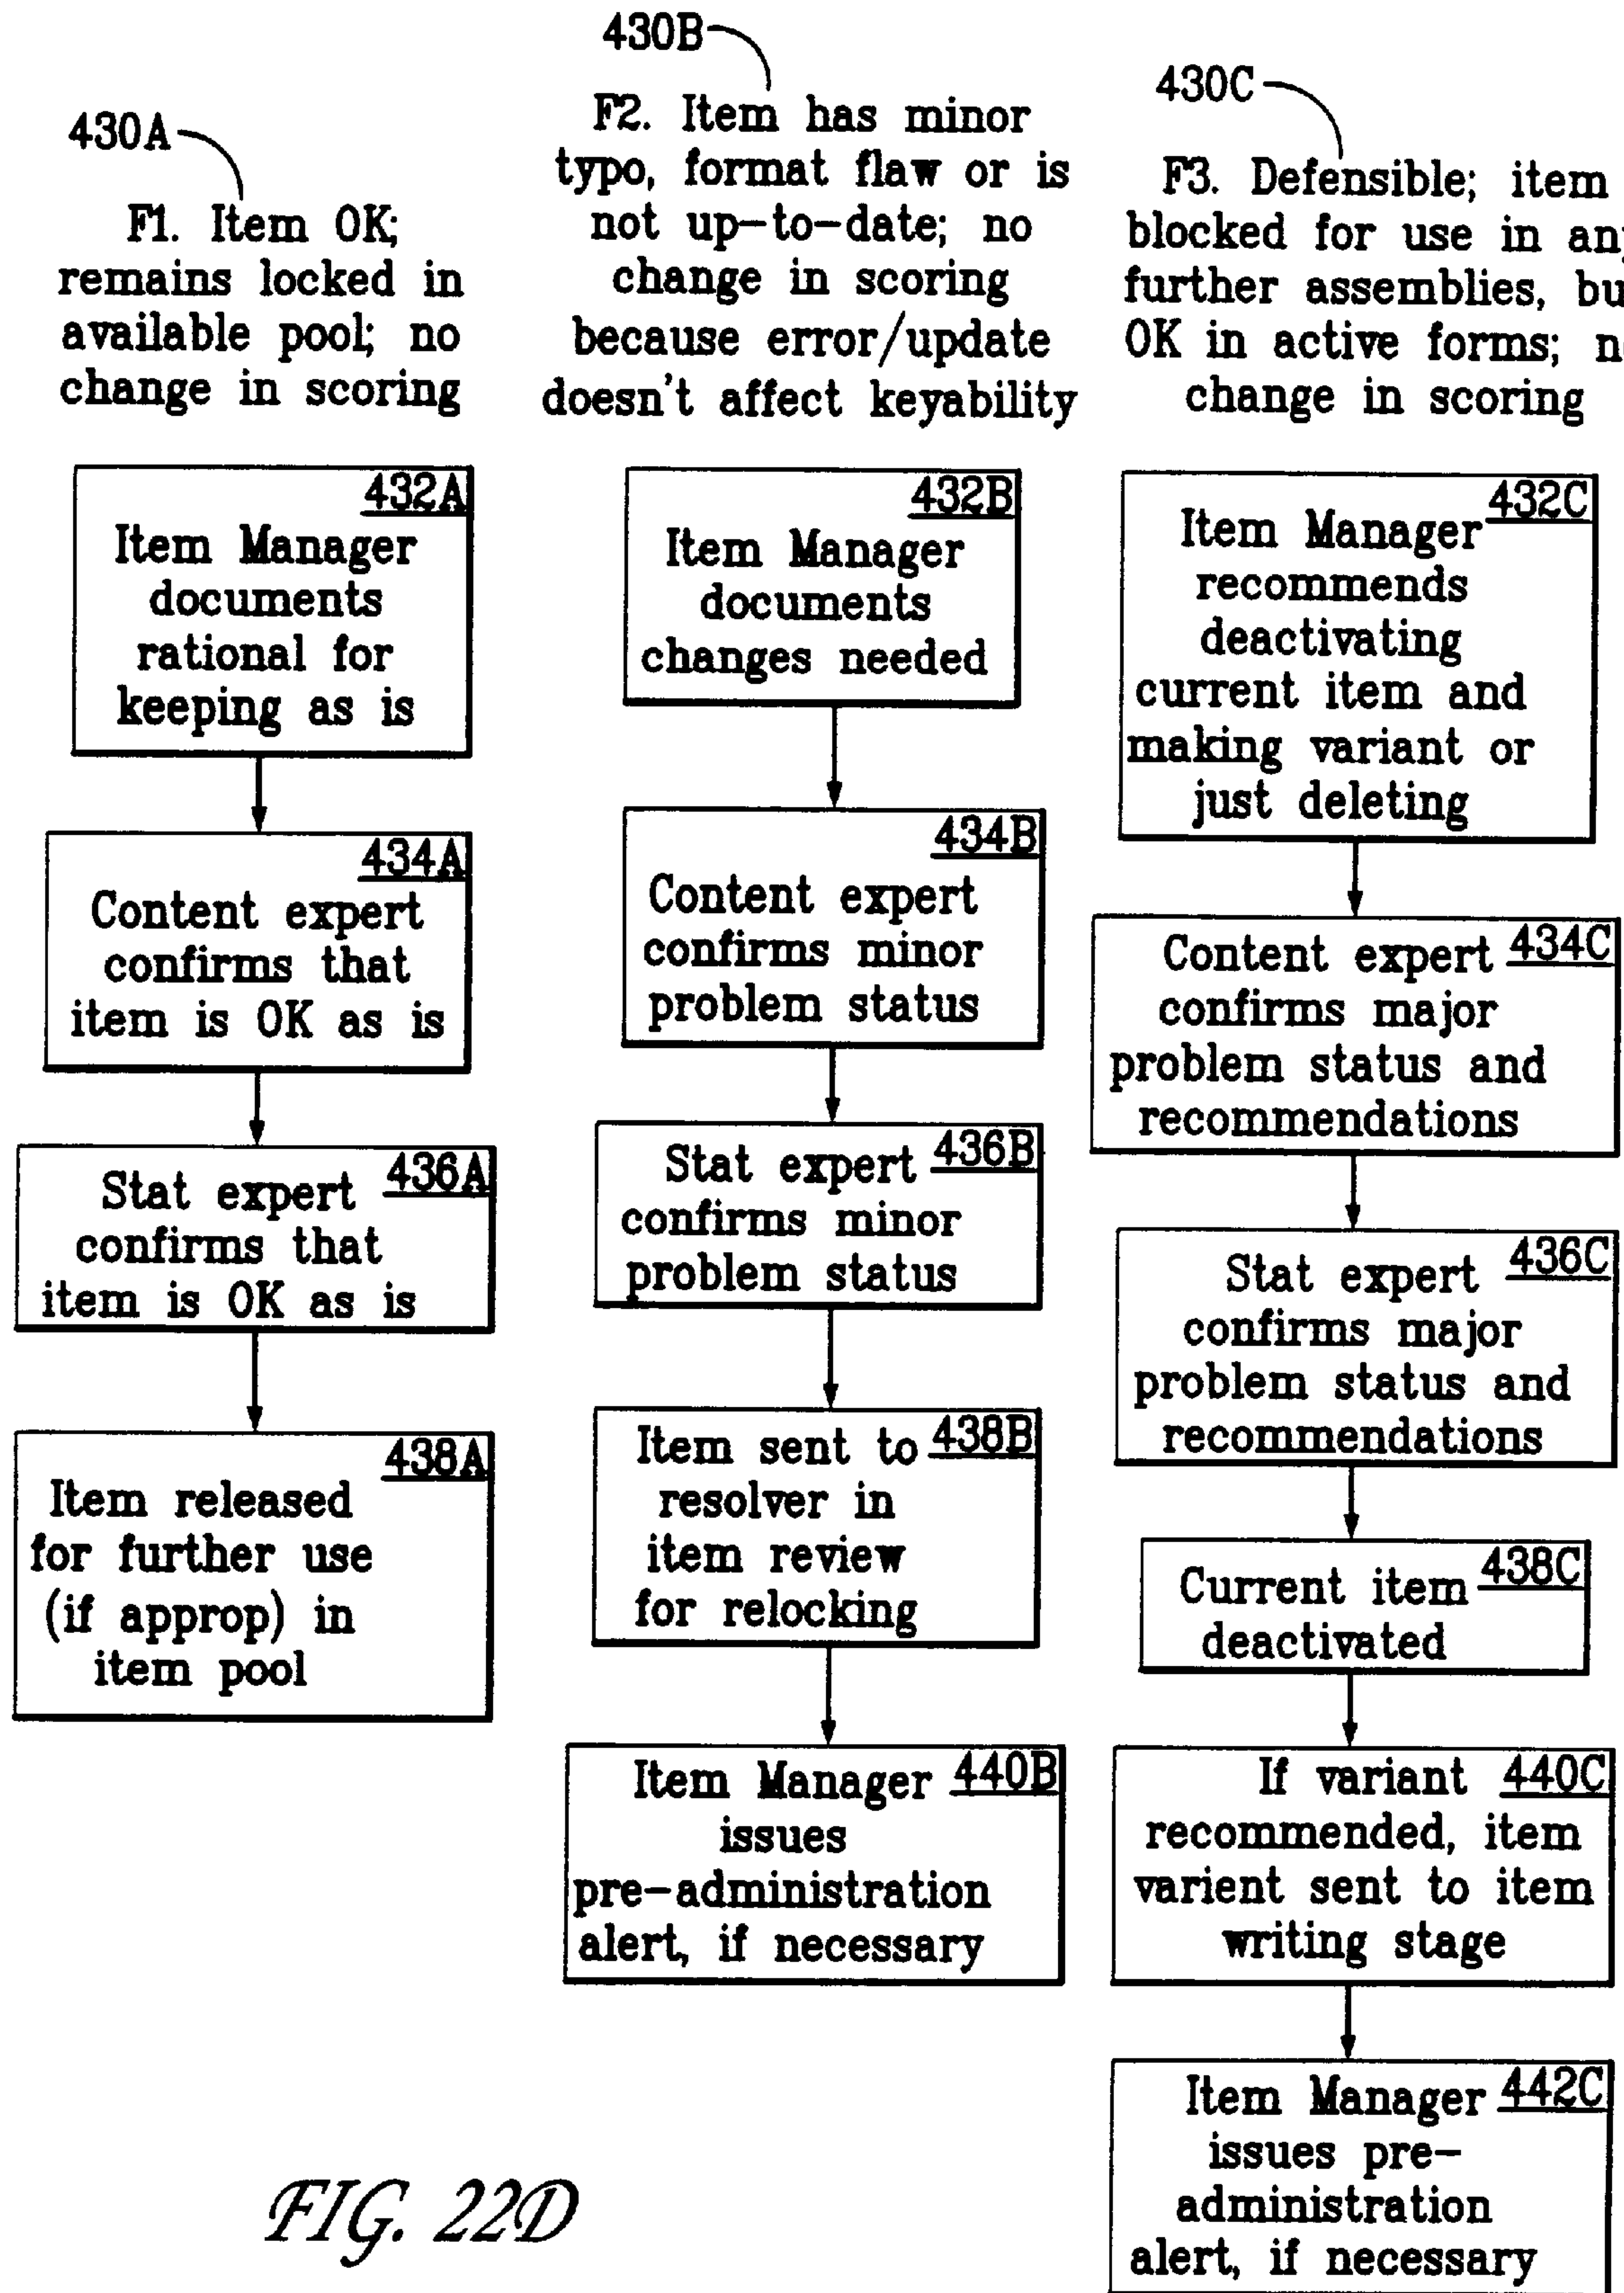 430A
F1. Item OK;
remains locked in
available pool; no
change in scoring
432A
Item Manager
documents
rational for
keeping as is
434A
Content expert
confirms that
item is OK as is
436A
Stat expert
confirms that
item is OK as is
438A
Item released
for further use
(if approp) in
item pool
430B
F2. Item has minor
typo, format flaw or is
not up-to-date; no
change in scoring
because error/update
doesn't affect keyability
432B
Item Manager
documents
changes needed
434B
Content expert
confirms minor
problem status
Stat expert 436B
confirms minor
problem status
Item sent to 438B
resolver in
item review
for relocking
Item Manager 440B
issues
pre-administration
alert, if necessary
430C
F3. Defensible; item
blocked for use in
further assemblies,
OK in active forms;
change in scoring
432C
Item Manager
recommends
deactivating
current item and
making variant or
just deleting
Content expert 434C
confirms major
problem status and
recommendations
Stat expert 436C
confirms major
problem status and
recommendations
Current item 438C
deactivated
If variant 440C
recommended, item
varient sent to item
writing stage
Item Manager 442C
issues pre-
administration
alert, if necessary
FIG. 22D